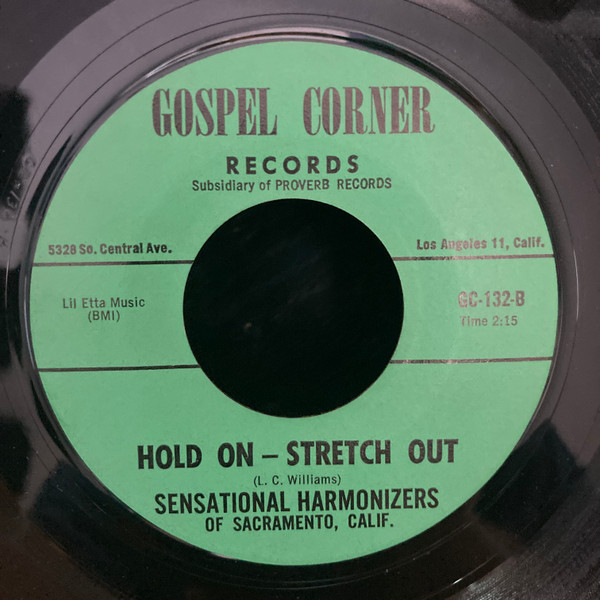 GOSPEL CORNER
RECORDS
Subsidiary of PROVERB RECORDS
5328 So. Central Ave.
Los Angeles 11, Calif.
Lil Etta Music
(BMI)
GC-132-B
Time 2:15
HOLD ON – STRETCH OUT
(L. C. Williams)
SENSATIONAL HARMONIZERS
OF SACRAMENTO, CALIF.